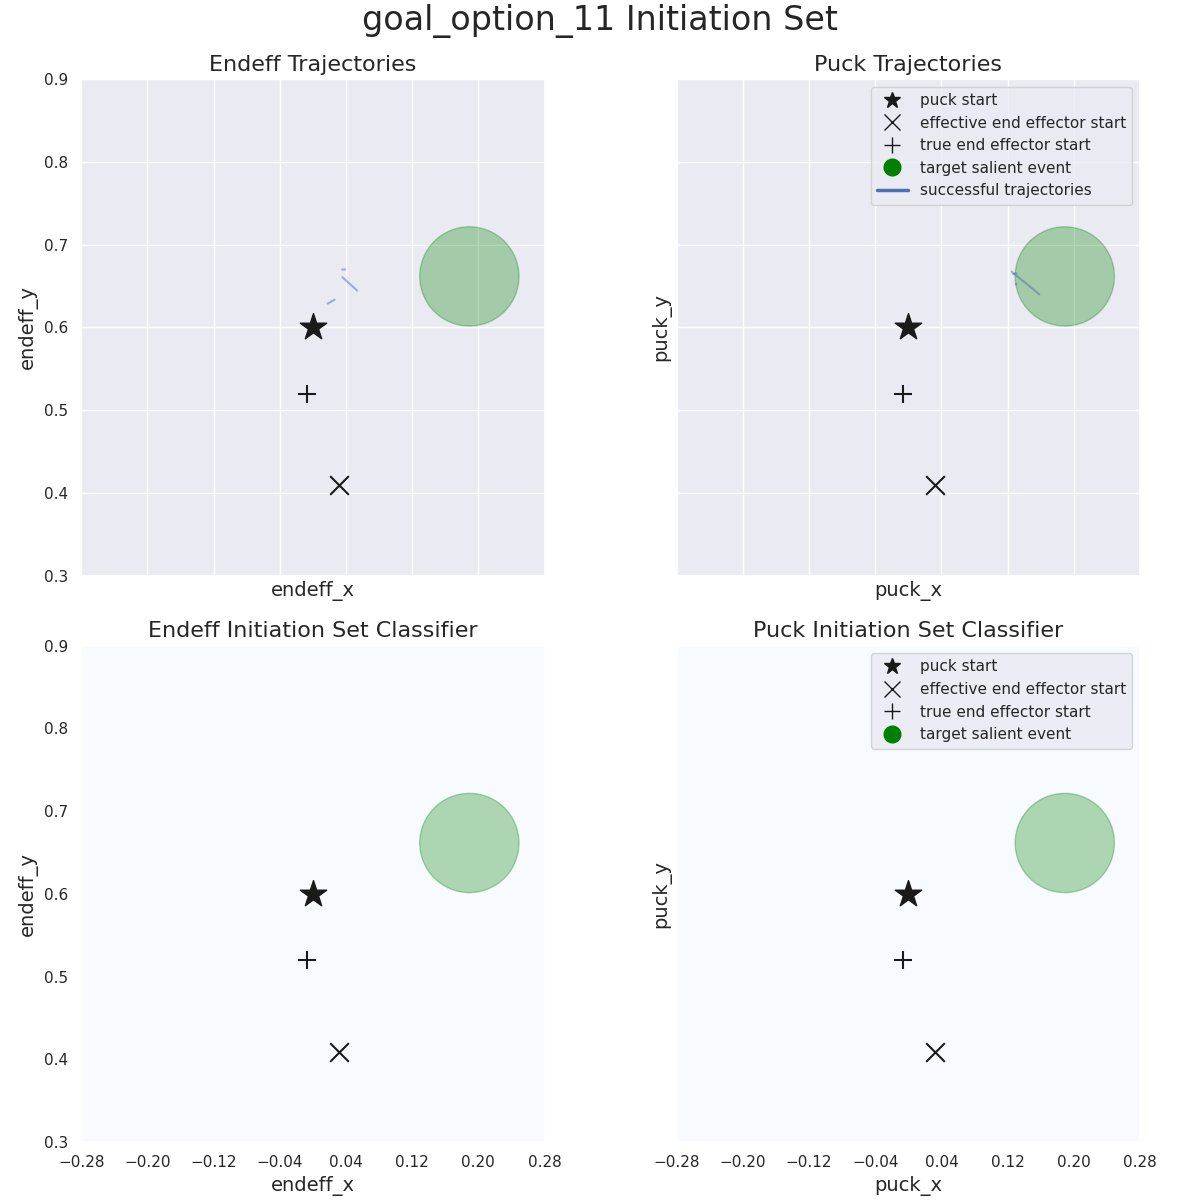 goal_option_11 Initiation Set
Endeff Trajectories
0.9
0.8
0.7
0.6
0.5
0.4
0.3
endeff_y
endeff_x
Puck Trajectories
puck start
effective end effector start
true end effector start
target salient event
successful trajectories
puck_y
puck_x
Endeff Initiation Set Classifier
0.9
0.8
0.7
0.6
0.5
0.4
0.3
endeff_y
−0.28 −0.20 −0.12 −0.04 0.04 0.12 0.20 0.28
endeff_x
Puck Initiation Set Classifier
puck start
effective end effector start
true end effector start
target salient event
puck_y
−0.28 −0.20 −0.12 −0.04 0.04 0.12 0.20 0.28
puck_x